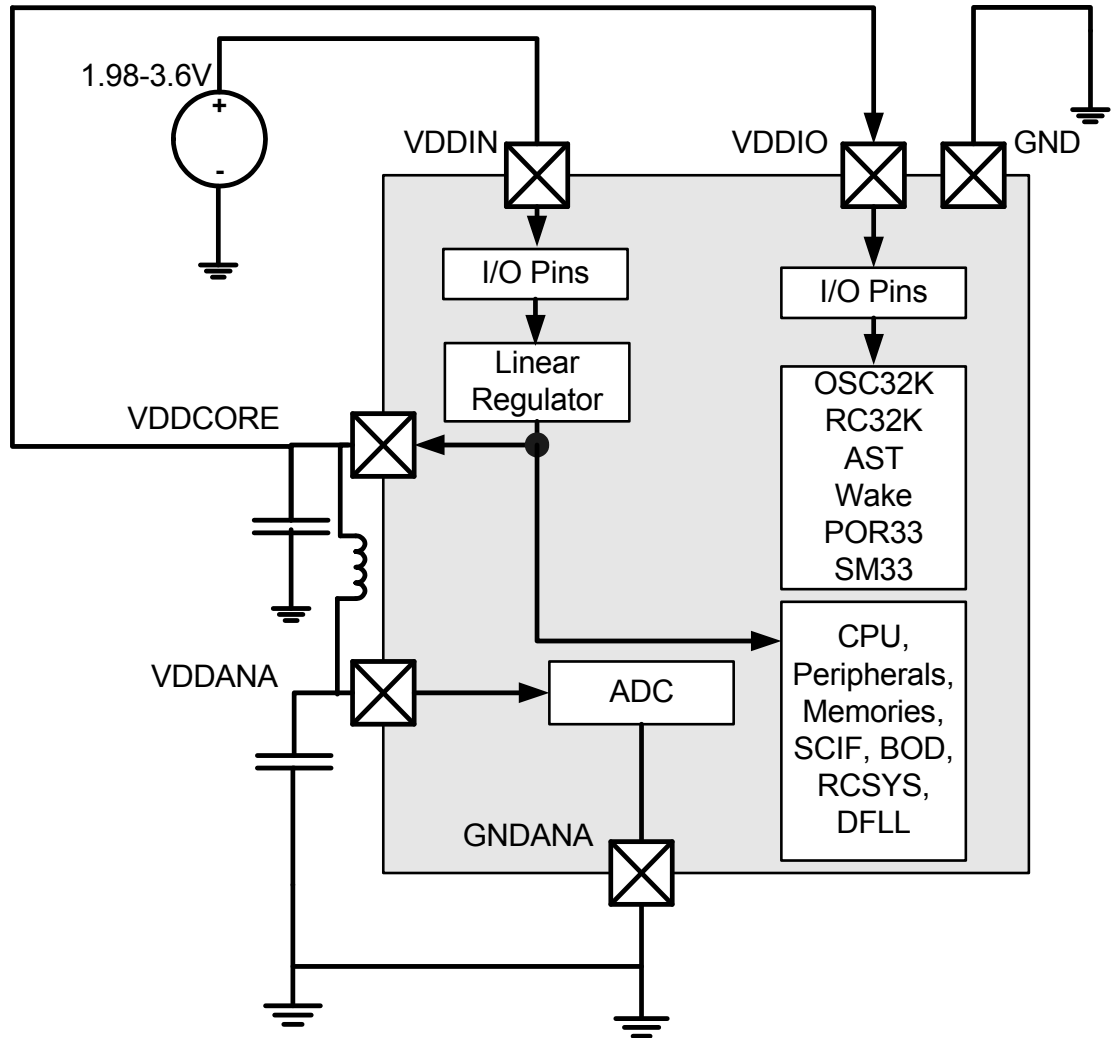 1.98-3.6V
+
-
VDDIN
VDDIO
GND
I/O Pins
I/O Pins
Linear
Regulator
OSC32K
RC32K
AST
Wake
POR33
SM33
VDDCORE
CPU,
Peripherals,
Memories,
SCIF, BOD,
RCSYS,
DFLL
VDDANA
ADC
GNDANA